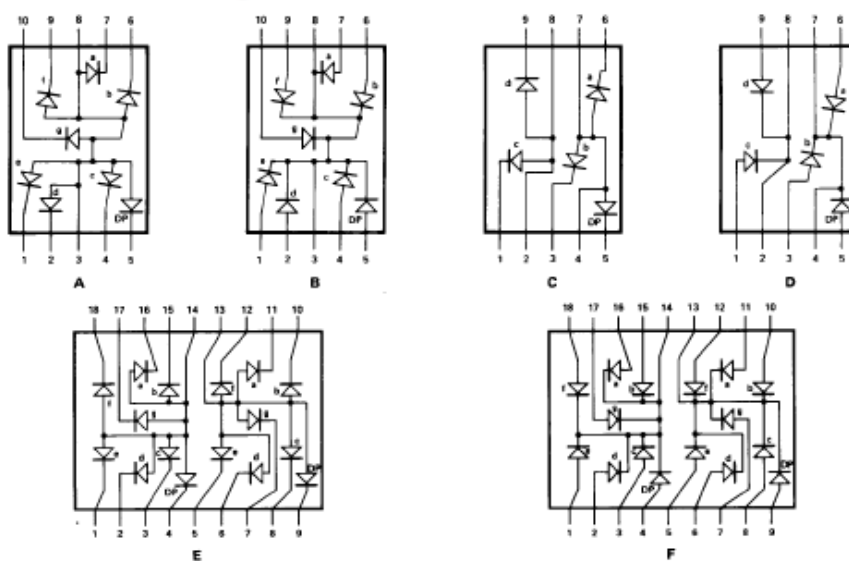 10 9 8 7 6 10 9 8 7 6 9 8 7 6 9 8 7 6
a a
f b f b d a d a
g g
c b c b
e c a c
d d
DP DP DP DP
1 2 3 4 5 1 2 3 4 5 1 2 3 4 5 1 2 3 4 5
A B C D
18 17 16 15 14 13 12 11 10 18 17 16 15 14 13 12 11 10
a a a a
f b f b f b f b
g g g g
e c e c c e c
d d d d
DP DP DP DP
1 2 3 4 5 6 7 8 9 1 2 3 4 5 6 7 8 9
E F